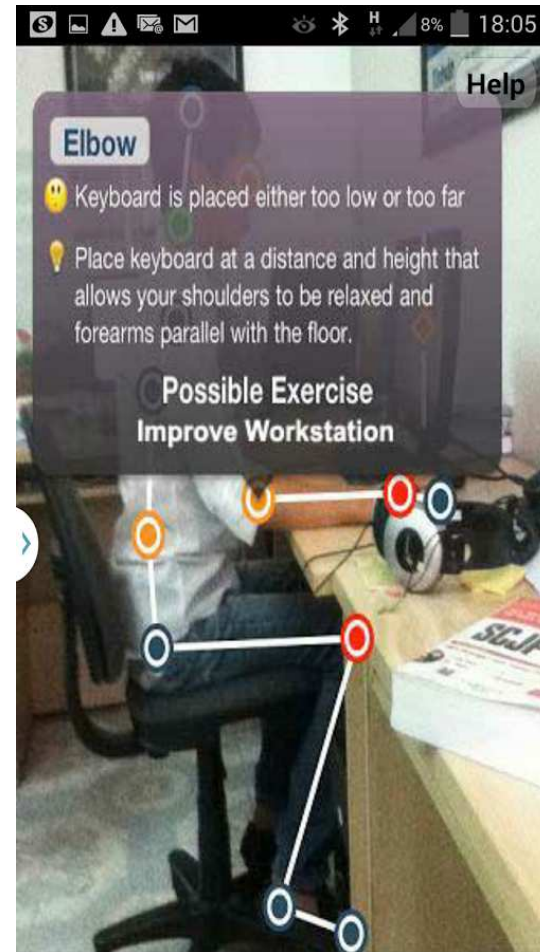 8% 18:05
Help
Elbow
Keyboard is placed either too low or too far
Place keyboard at a distance and height that
allows your shoulders to be relaxed and
forearms parallel with the floor.
Possible Exercise
Improve Workstation
SCJP